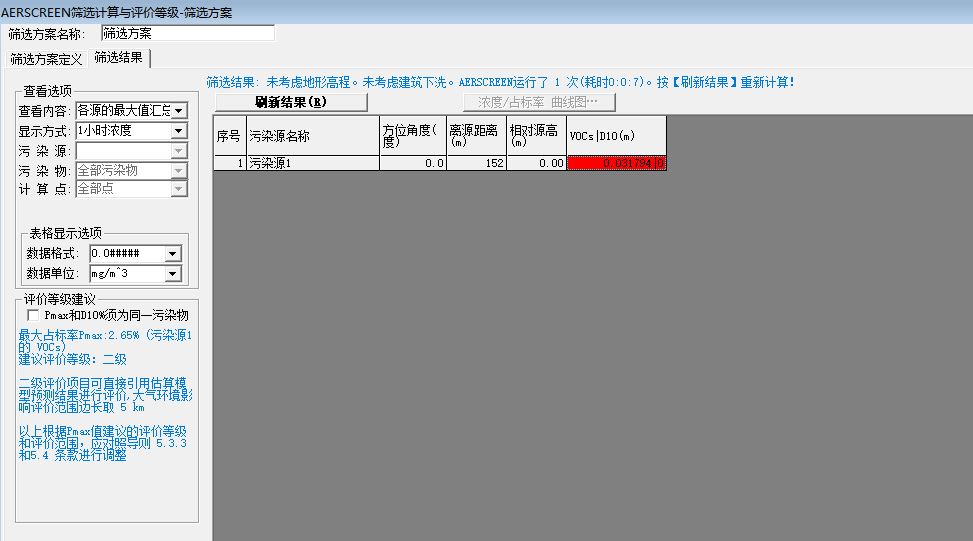 AERSCREEN筛选计算与评价等级-筛选方案
筛选方案名称: 筛选方案
筛选方案定义 筛选结果
筛选结果: 未考虑地形高程。未考虑建筑下洗。AERSCREEN运行了 1 次(耗时0:0:7)。按【刷新结果】重新计算!
刷新结果(R) 浓度/占标率 曲线图…
查看选项
查看内容: 各源的最大值汇总
显示方式: 1小时浓度
污 染 源:
污 染 物: 全部污染物
计 算 点: 全部点
表格显示选项
数据格式: 0.0#####
数据单位: mg/m^3
评价等级建议
Pmax和D10%须为同一污染物
最大占标率Pmax:2.65% (污染源1
的 VOCs)
建议评价等级: 二级
二级评价项目可直接引用估算模
型预测结果进行评价,大气环境影
响评价范围边长取 5 km
以上根据Pmax值建议的评价等级
和评价范围, 应对照导则 5.3.3
和5.4 条款进行调整
序号 污染源名称 方位角度(度) 离源距离(m) 相对源高(m) VOCs|D10(m)
1 污染源1 0.0 152 0.00 0.031794|0